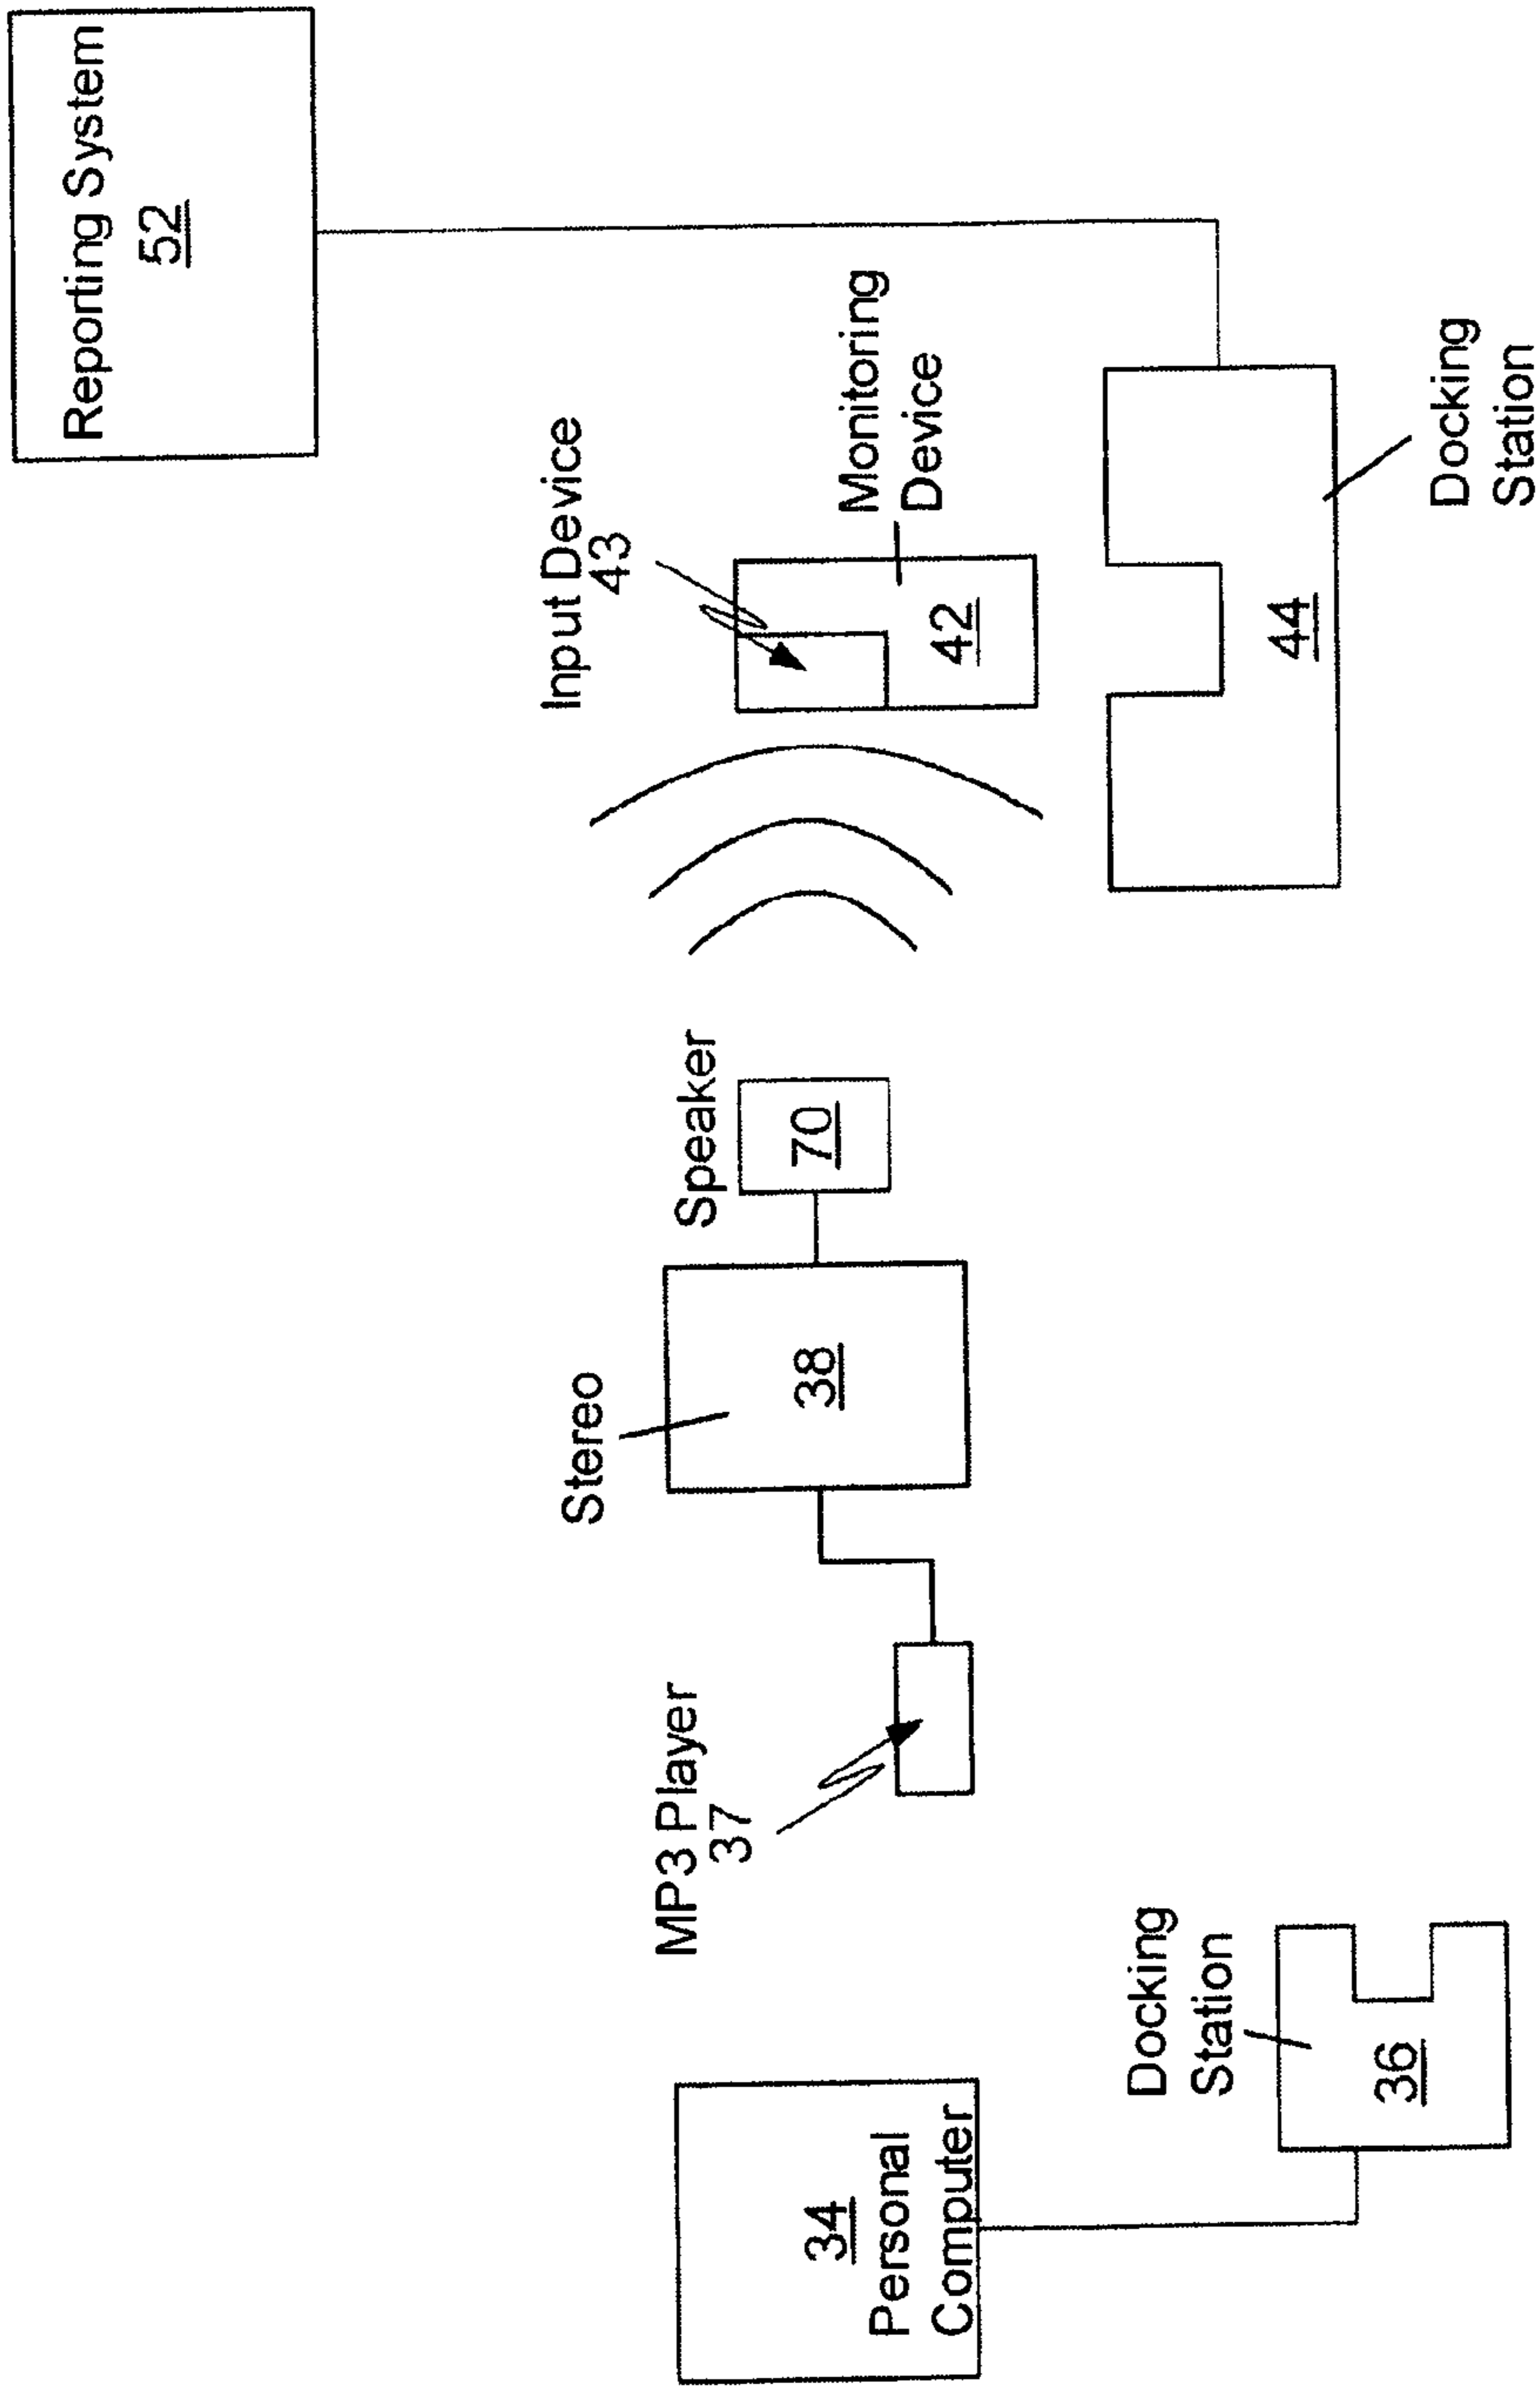 Reporting System
52
Input Device
43
Monitoring
Device
42
44
Docking
Station
Speaker
70
Stereo
38
MP3 Player
37
Docking
Station
36
34
Personal
Computer